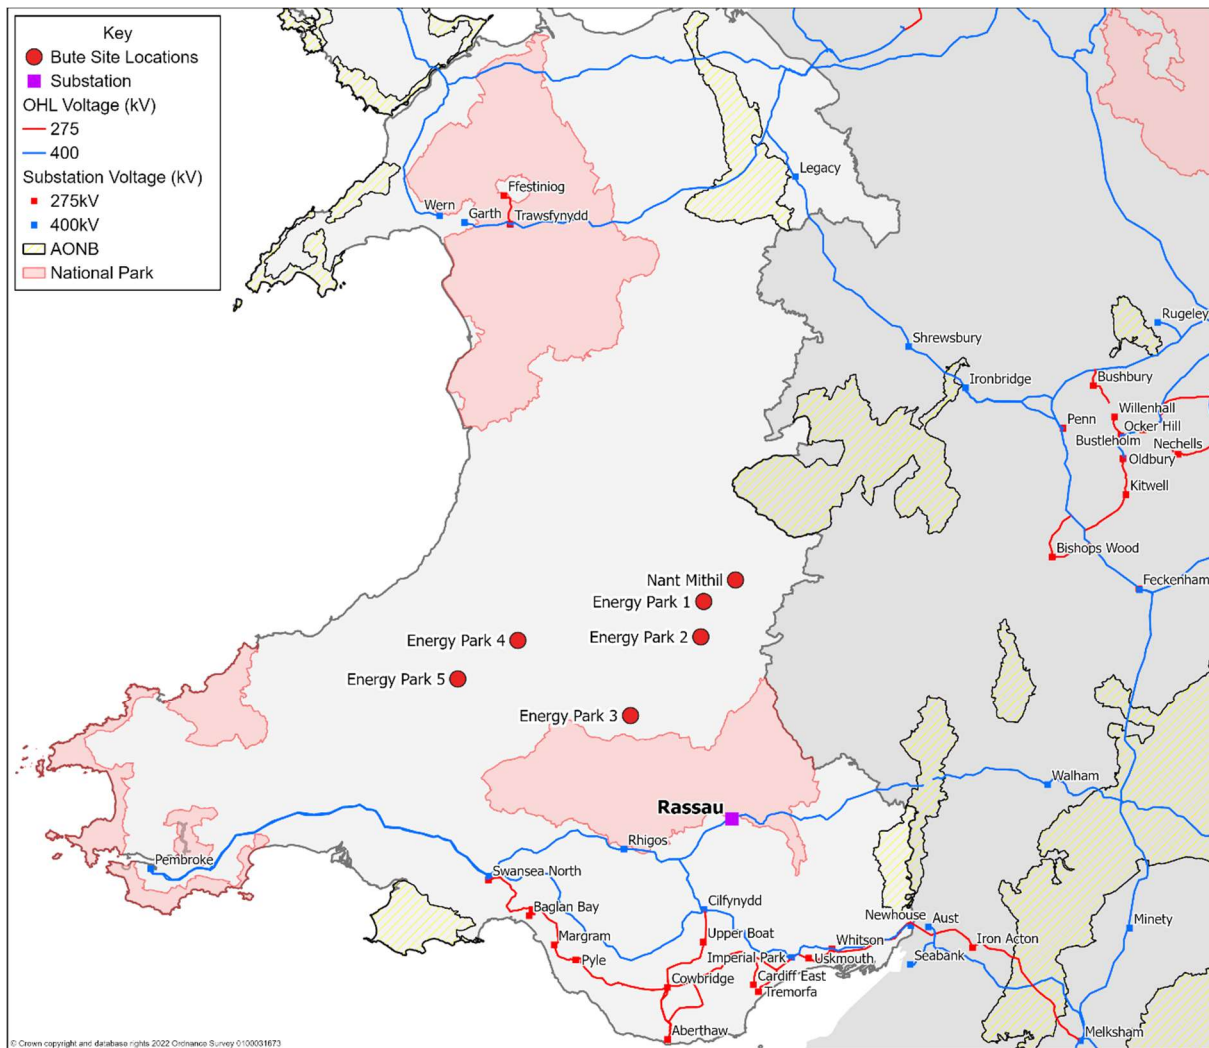 Key
Bute Site Locations
Substation
OHL Voltage (kV)
275
400
Substation Voltage (kV)
275kV
400kV
AONB
National Park
Legacy
Ffestiniog
Wern
Garth
Trawsfynydd
Rugeley
Shrewsbury
Ironbridge
Bushbury
Willenhall
Penn
Ocker Hill
Bustleholm
Nechells
Oldbury
Kitwell
Bishops Wood
Nant Mithil
Feckenham
Energy Park 1
Energy Park 2
Energy Park 4
Energy Park 5
Energy Park 3
Walham
Rassau
Rhigos
Pembroke
Swansea North
Cilfynydd
Baglan Bay
Newhouse
Aust
Minety
Margram
Upper Boat
Whitson
Iron Acton
Pyle
Imperial Park
Uskmouth
Seabank
Cowbridge
Cardiff East
Tremorfa
Aberthaw
Melksham
© Crown copyright and database rights 2022 Ordnance Survey 0100031673